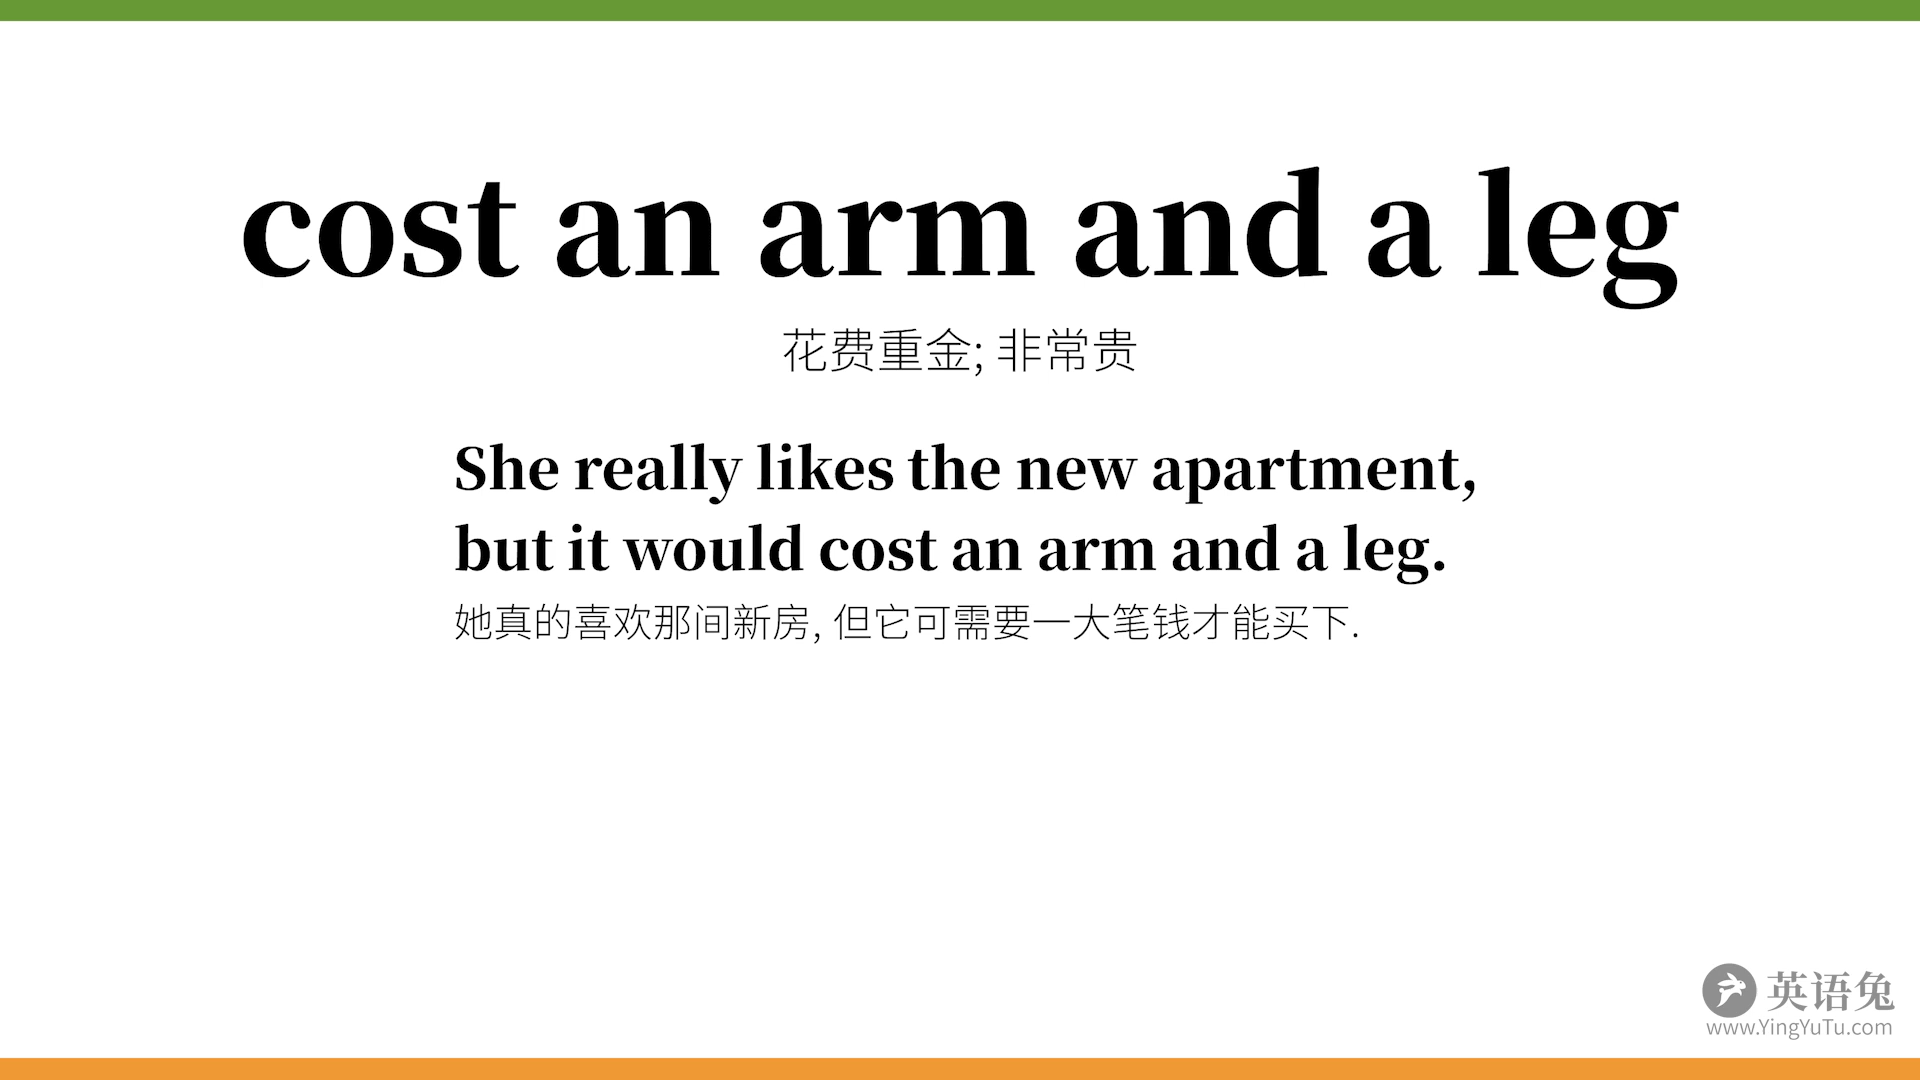 cost an arm and a leg
花费重金; 非常贵
She really likes the new apartment,
but it would cost an arm and a leg.
她真的喜欢那间新房, 但它可需要一大笔钱才能买下.
英语兔
www.YingYuTu.com